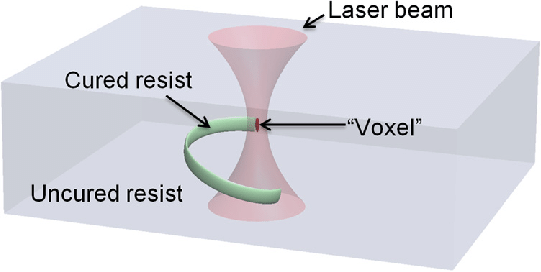 Laser beam
Cured resist
“Voxel”
Uncured resist